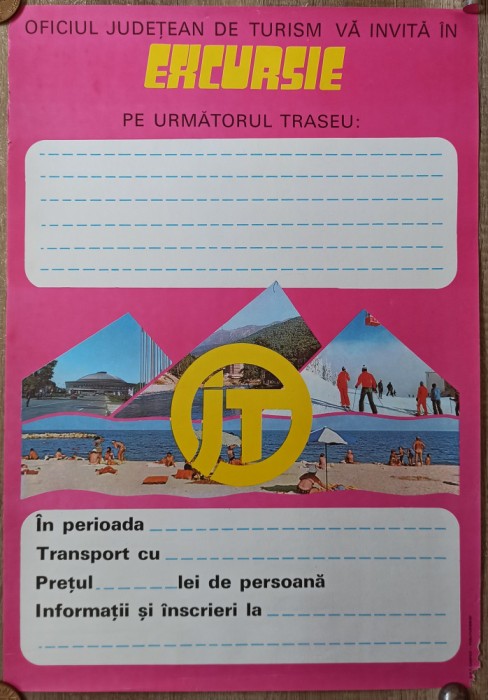 OFICIUL JUDEȚEAN DE TURISM VĂ INVITĂ ÎN
EXCURSIE
PE URMĂTORUL TRASEU:
JT
În perioada
Transport cu
Prețul lei de persoană
Informații și înscrieri la